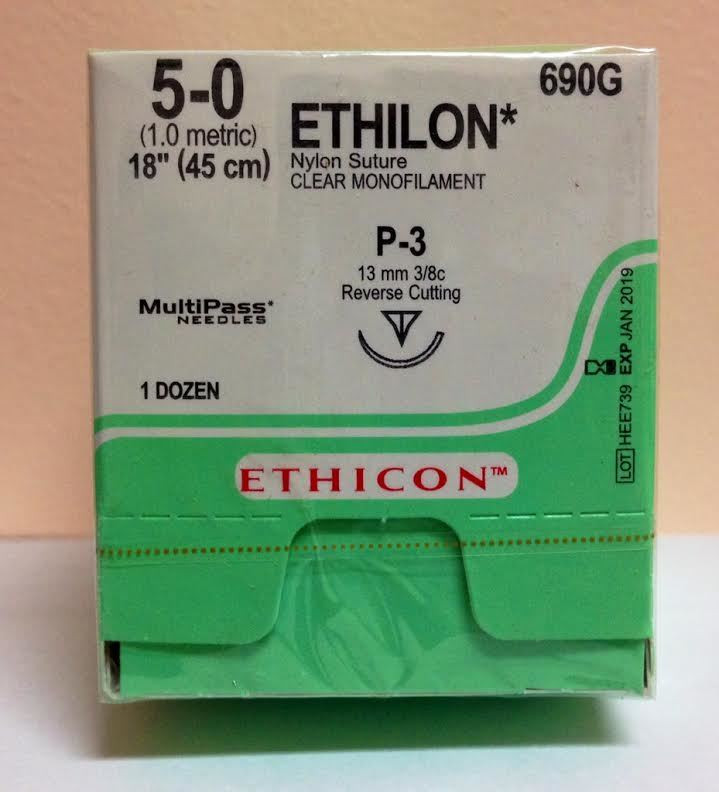 5-0
(1.0 metric)
18" (45 cm)
ETHILON*
Nylon Suture
CLEAR MONOFILAMENT
690G
P-3
13 mm 3/8c
Reverse Cutting
MultiPass*
NEEDLES
1 DOZEN
LOT HEE739 EXP JAN 2019
ETHICON™